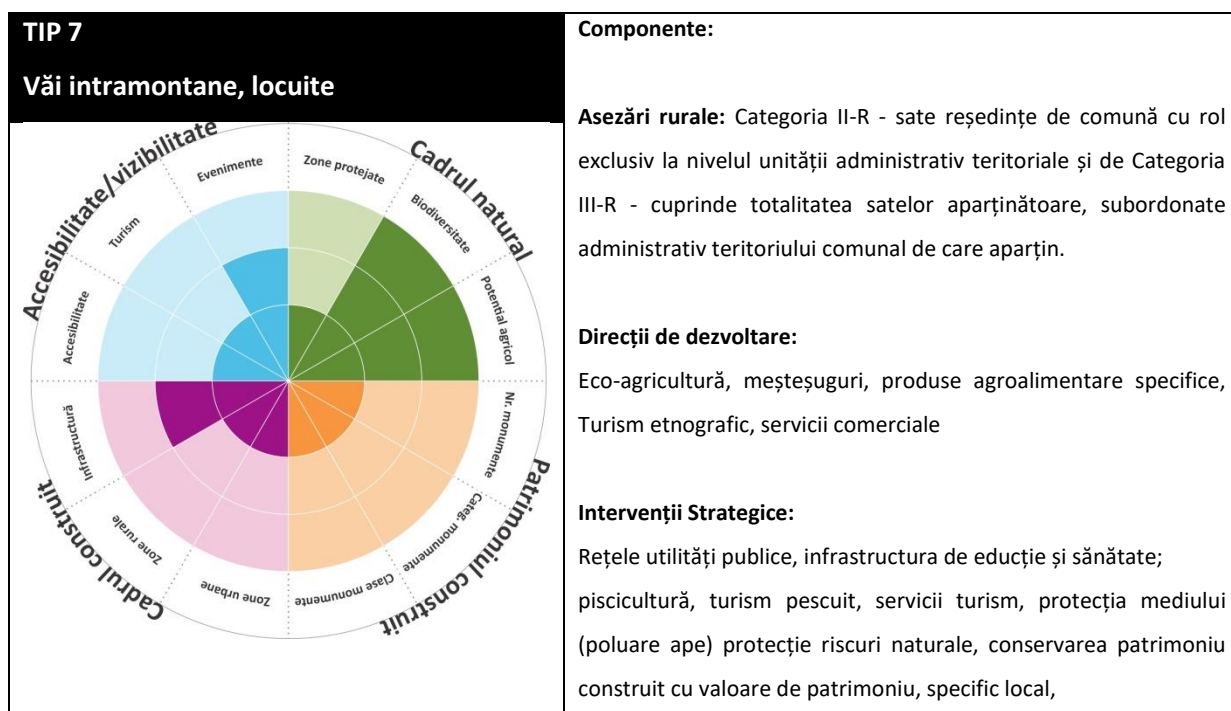 TIP 7
Văi intramontane, locuite
Accesibilitate/vizibilitate
Cadrul natural
Evenimente
Zone protejate
Turism
Biodiversitate
Accesibilitate
Potențial agricol
Infrastructură
Nr. monumente
Zone rurale
Categ. monumente
Zone urbane
Clase monumente
Cadrul construit
Patrimoniul construit
Componente:
Asezări rurale: Categoria II-R - sate reședințe de comună cu rol
exclusiv la nivelul unității administrativ teritoriale și de Categoria
III-R - cuprinde totalitatea satelor aparținătoare, subordonate
administrativ teritoriului comunal de care aparțin.
Direcții de dezvoltare:
Eco-agricultură, meșteșuguri, produse agroalimentare specifice,
Turism etnografic, servicii comerciale
Intervenții Strategice:
Rețele utilități publice, infrastructura de educție și sănătate;
piscicultură, turism pescuit, servicii turism, protecția mediului
(poluare ape) protecție riscuri naturale, conservarea patrimoniu
construit cu valoare de patrimoniu, specific local,